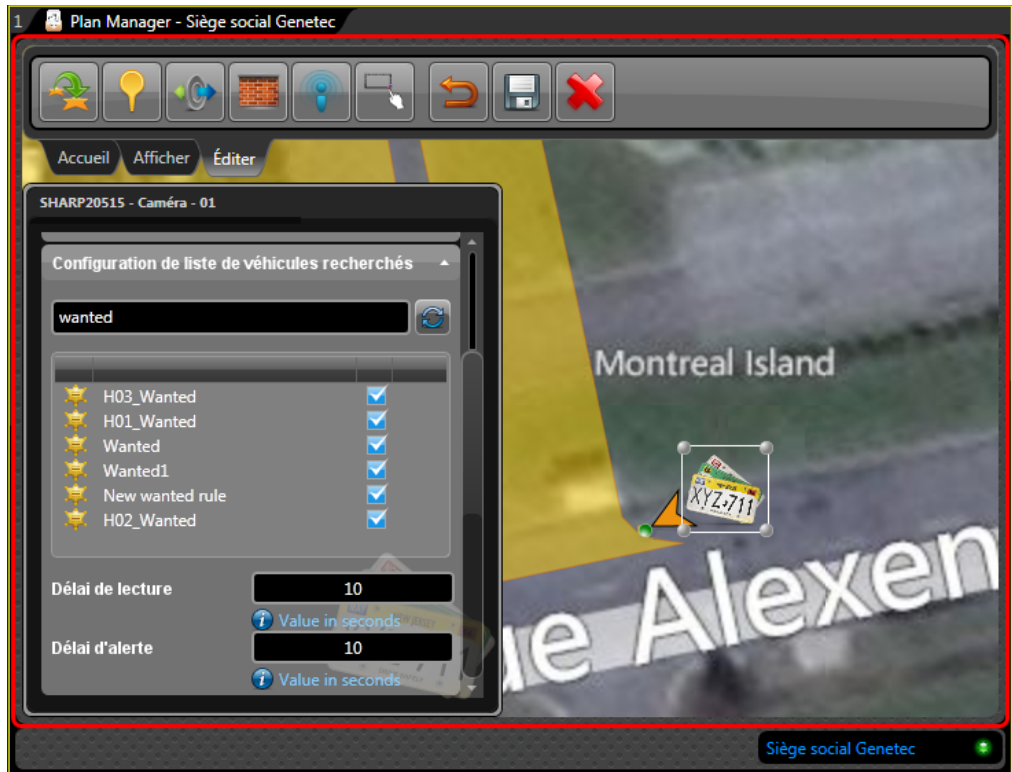 1 Plan Manager - Siège social Genetec
Accueil Afficher Éditer
SHARP20515 - Caméra - 01
Configuration de liste de véhicules recherchés
wanted
H03_Wanted
H01_Wanted
Wanted
Wanted1
New wanted rule
H02_Wanted
Délai de lecture 10
Value in seconds
Délai d'alerte 10
Value in seconds
Montreal Island
XYZ 711
ue Alexen
Siège social Genetec